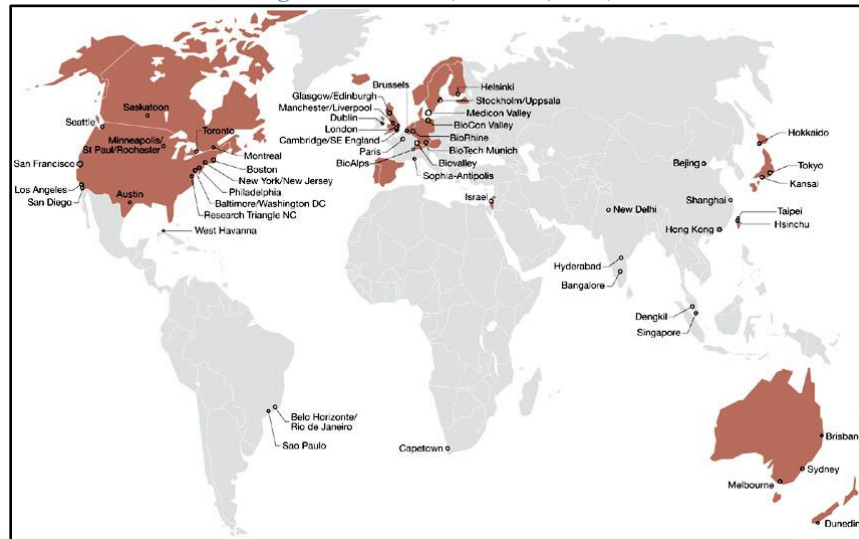 Brussels
Helsinki
Glasgow/Edinburgh
Stockholm/Uppsala
Manchester/Liverpool
Medicon Valley
Dublin
BioCon Valley
London
BioRhine
Cambridge/SE England
BioTech Munich
Paris
Biovalley
BioAlps
Sophia-Antipolis
Saskatoon
Seattle
Toronto
Minneapolis/
St Paul/Rochester
Montreal
San Francisco
Boston
New York/New Jersey
Los Angeles
Austin
Philadelphia
San Diego
Baltimore/Washington DC
Research Triangle NC
West Havanna
Israel
Hokkaido
Bejing
Tokyo
Kansai
Shanghai
New Delhi
Taipei
Hong Kong
Hsinchu
Hyderabad
Bangalore
Dengkil
Singapore
Belo Horizonte/
Rio de Janeiro
Sao Paulo
Capetown
Brisban
Sydney
Melbourne
Dunedin